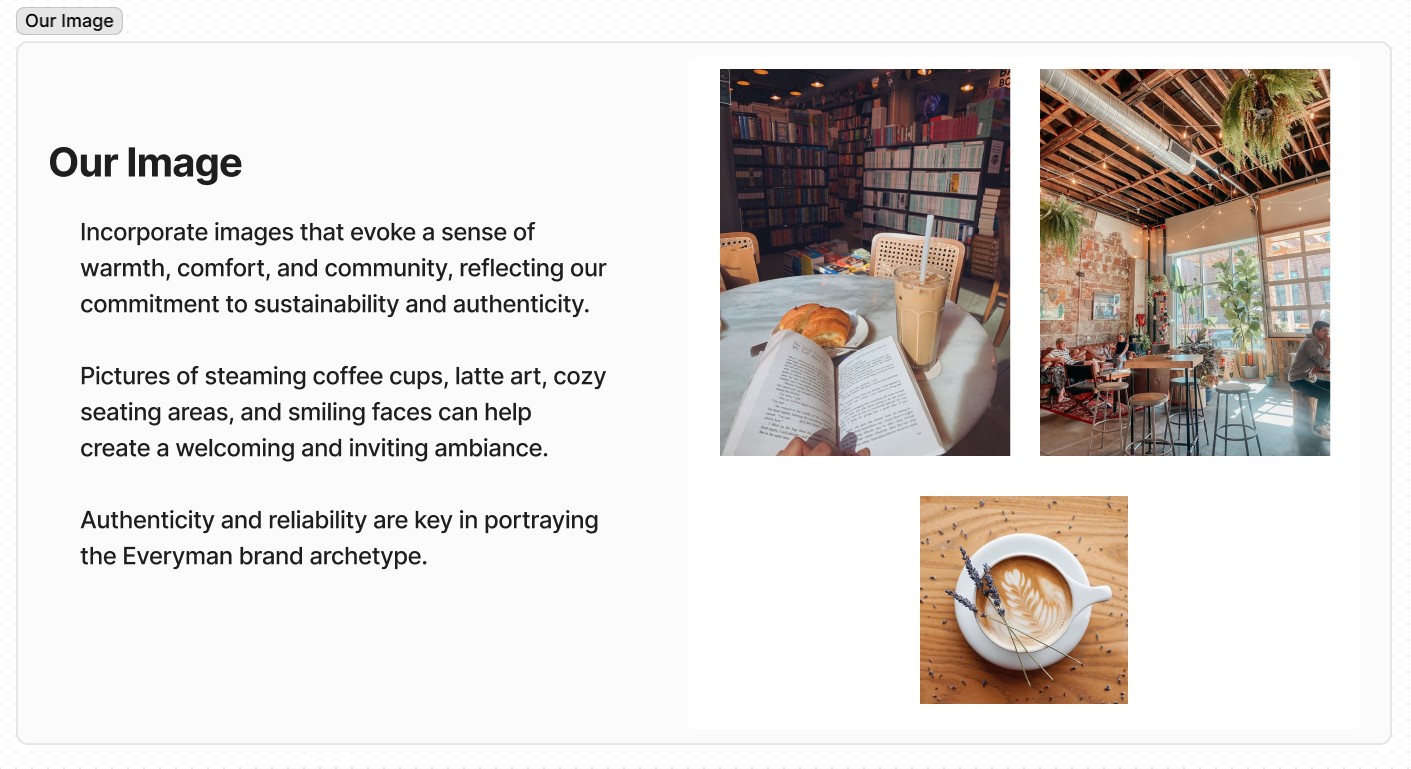 Our Image
Our Image
Incorporate images that evoke a sense of
warmth, comfort, and community, reflecting our
commitment to sustainability and authenticity.
Pictures of steaming coffee cups, latte art, cozy
seating areas, and smiling faces can help
create a welcoming and inviting ambiance.
Authenticity and reliability are key in portraying
the Everyman brand archetype.